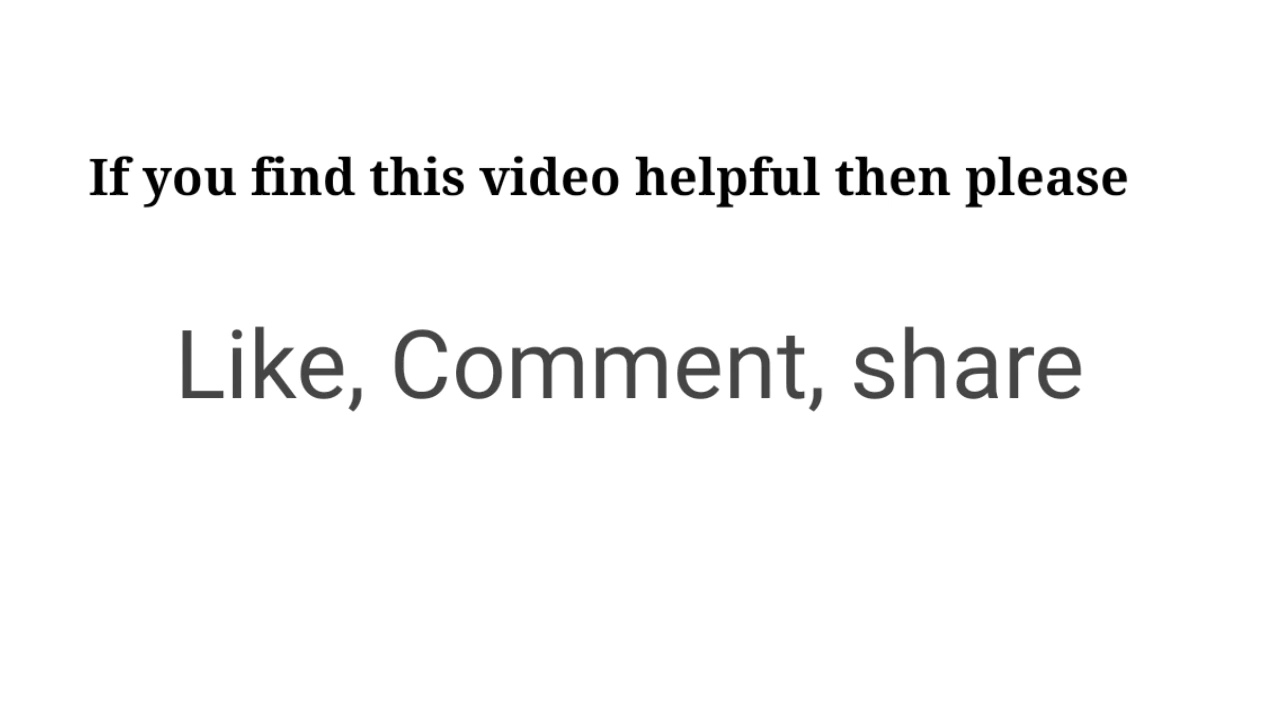 If you find this video helpful then please
Like, Comment, share